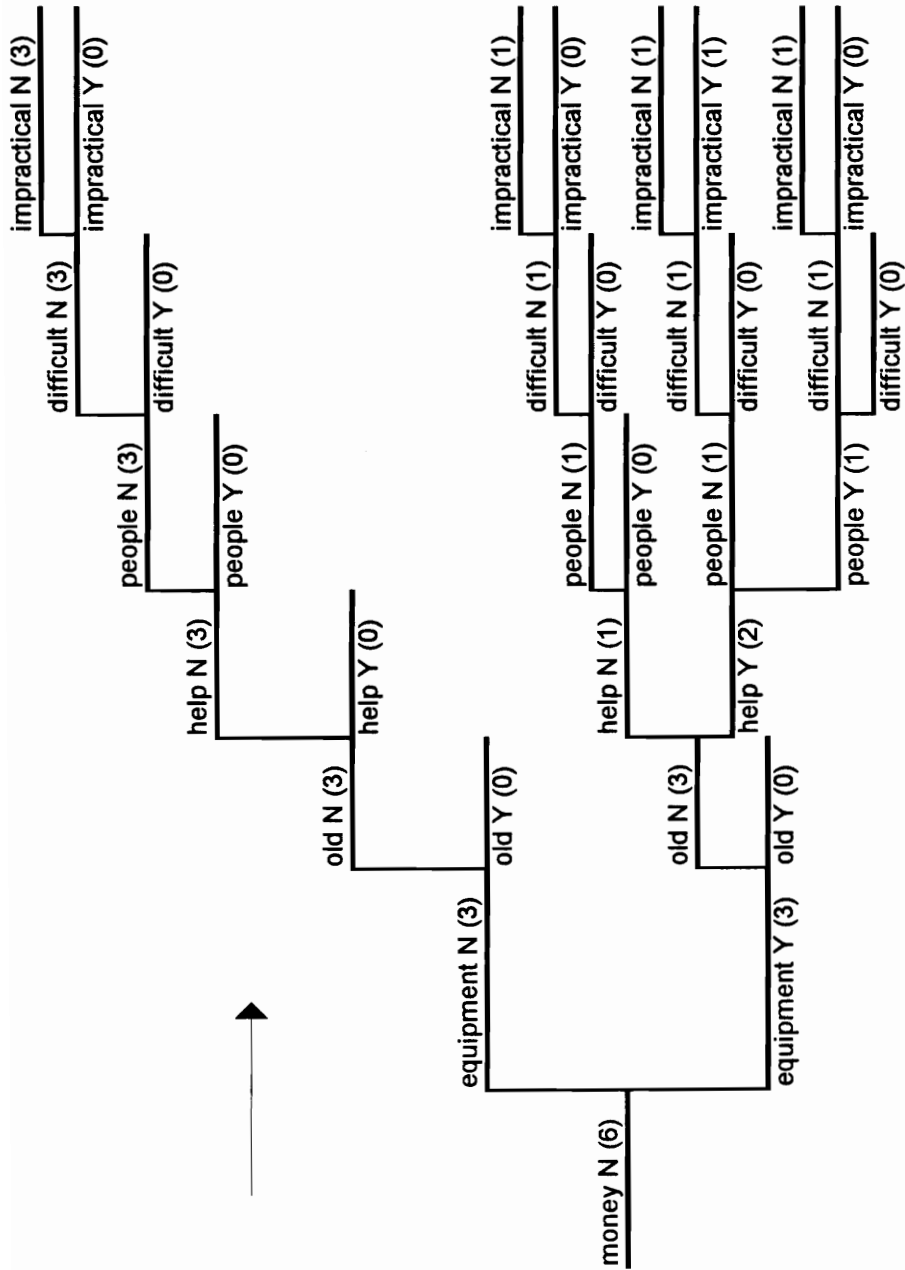 money N (6)
equipment N (3)
equipment Y (3)
old N (3)
old Y (0)
old N (3)
old Y (0)
help N (3)
help Y (0)
help N (1)
help Y (2)
people N (3)
people Y (0)
people N (1)
people Y (0)
people N (1)
people Y (1)
difficult N (3)
difficult Y (0)
difficult N (1)
difficult Y (0)
difficult N (1)
difficult Y (0)
difficult N (1)
difficult Y (0)
impractical N (3)
impractical Y (0)
impractical N (1)
impractical Y (0)
impractical N (1)
impractical Y (1)
impractical N (1)
impractical Y (0)